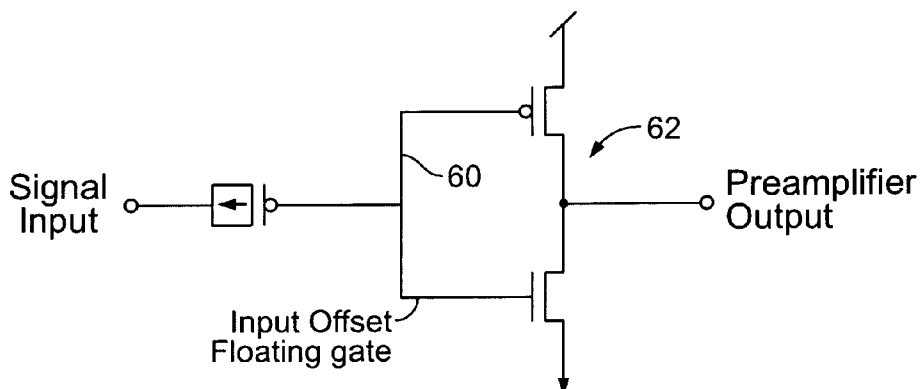 62
60
Signal
Input
Preamplifier
Output
Input Offset
Floating gate